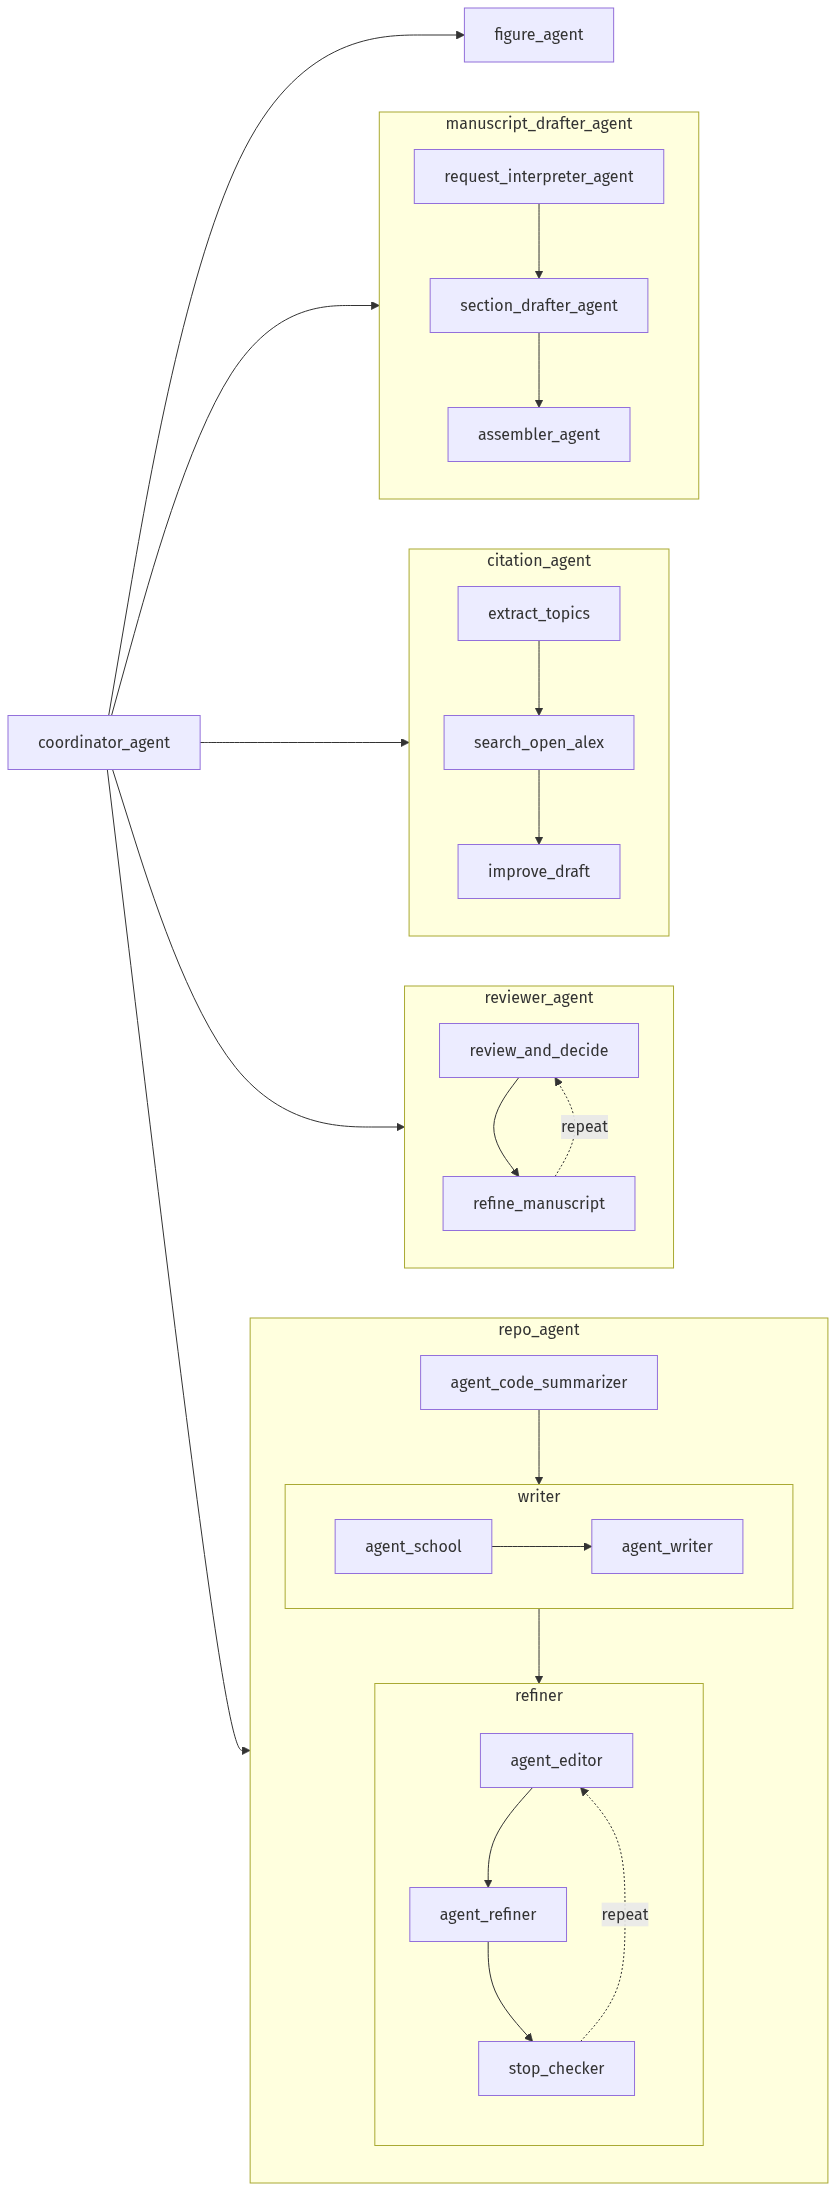 figure_agent
manuscript_drafter_agent
request_interpreter_agent
section_drafter_agent
assembler_agent
citation_agent
extract_topics
coordinator_agent
search_open_alex
improve_draft
reviewer_agent
review_and_decide
repeat
refine_manuscript
repo_agent
agent_code_summarizer
writer
agent_school
agent_writer
refiner
agent_editor
agent_refiner
repeat
stop_checker